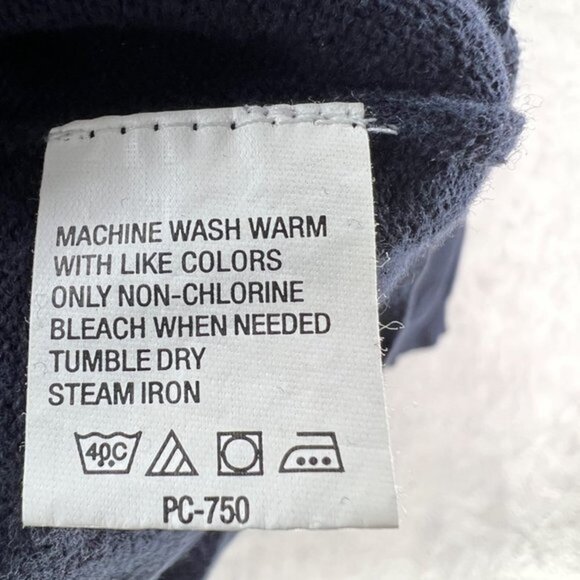 MACHINE WASH WARM
WITH LIKE COLORS
ONLY NON-CHLORINE
BLEACH WHEN NEEDED
TUMBLE DRY
STEAM IRON
40C
PC-750